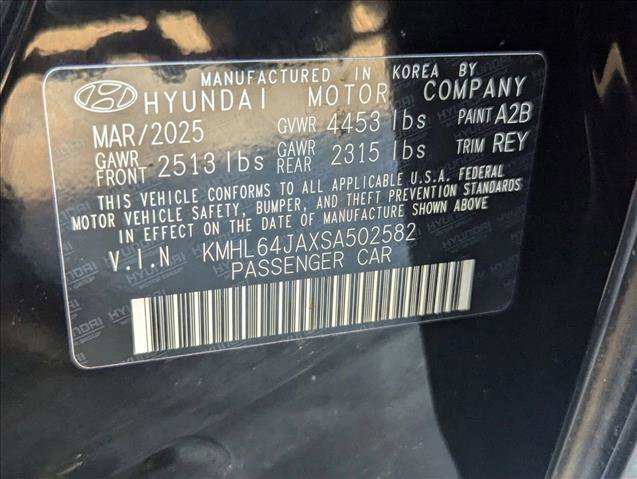 MANUFACTURED IN KOREA BY
HYUNDAI MOTOR COMPANY
MAR/2025 GVWR 4453 lbs PAINT A2B
GAWR FRONT 2513 lbs GAWR REAR 2315 lbs TRIM REY
THIS VEHICLE CONFORMS TO ALL APPLICABLE U.S.A. FEDERAL
MOTOR VEHICLE SAFETY, BUMPER, AND THEFT PREVENTION STANDARDS
IN EFFECT ON THE DATE OF MANUFACTURE SHOWN ABOVE.
V.I.N KMHL64JAXSA502582
PASSENGER CAR